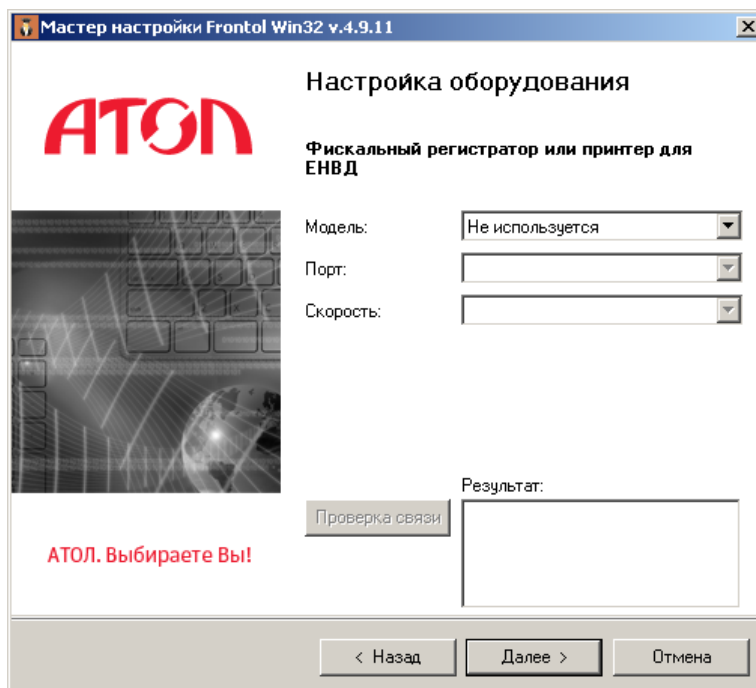 Мастер настройки Frontol Win32 v.4.9.11
Настройка оборудования
АТОЛ
Фискальный регистратор или принтер для
ЕНВД
Модель:
Не используется
Порт:
Скорость:
Результат:
Проверка связи
АТОЛ. Выбираете Вы!
< Назад
Далее >
Отмена